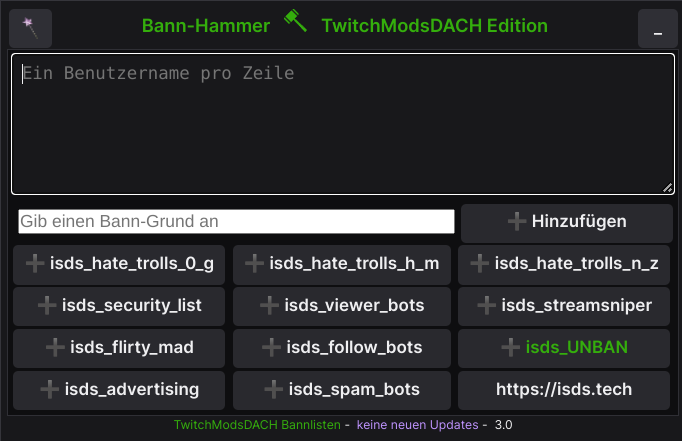 Bann-Hammer TwitchModsDACH Edition
_
Ein Benutzername pro Zeile
Gib einen Bann-Grund an
➕ Hinzufügen
➕ isds_hate_trolls_0_g
➕ isds_hate_trolls_h_m
➕ isds_hate_trolls_n_z
➕ isds_security_list
➕ isds_viewer_bots
➕ isds_streamsniper
➕ isds_flirty_mad
➕ isds_follow_bots
➕ isds_UNBAN
➕ isds_advertising
➕ isds_spam_bots
https://isds.tech
TwitchModsDACH Bannlisten - keine neuen Updates - 3.0